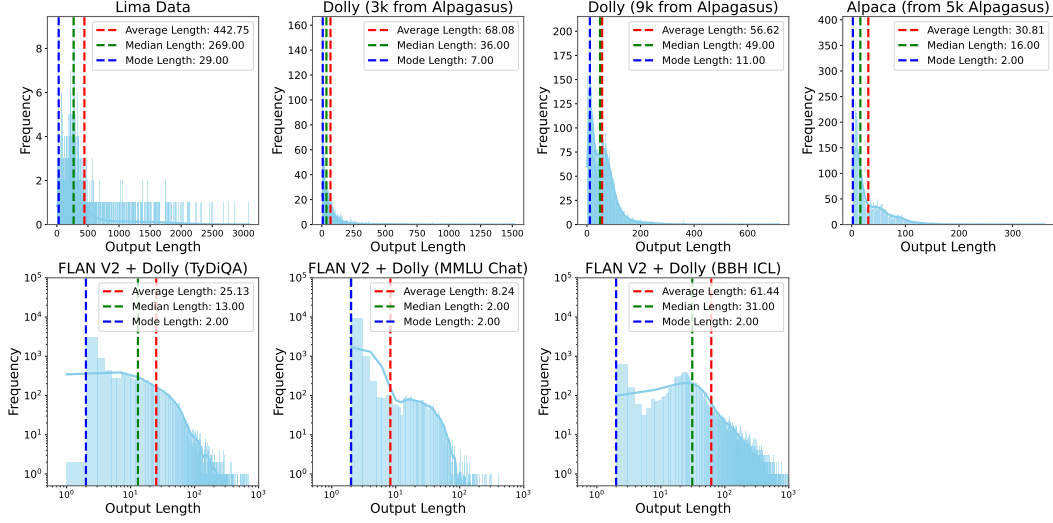 Lima Data
Average Length: 442.75
Median Length: 269.00
Mode Length: 29.00
Frequency
8
6
4
2
0
0 500 1000 1500 2000 2500 3000
Output Length
Dolly (3k from Alpagasus)
Average Length: 68.08
Median Length: 36.00
Mode Length: 7.00
Frequency
160
140
120
100
80
60
40
20
0
0 250 500 750 1000 1250 1500
Output Length
Dolly (9k from Alpagasus)
Average Length: 56.62
Median Length: 49.00
Mode Length: 11.00
Frequency
200
175
150
125
100
75
50
25
0
0 200 400 600
Output Length
Alpaca (from 5k Alpagasus)
Average Length: 30.81
Median Length: 16.00
Mode Length: 2.00
Frequency
400
350
300
250
200
150
100
50
0
0 100 200 300
Output Length
FLAN V2 + Dolly (TyDiQA)
Average Length: 25.13
Median Length: 13.00
Mode Length: 2.00
Frequency
10⁵
10⁴
10³
10²
10¹
10⁰
10⁰ 10¹ 10² 10³
Output Length
FLAN V2 + Dolly (MMLU Chat)
Average Length: 8.24
Median Length: 2.00
Mode Length: 2.00
Frequency
10⁵
10⁴
10³
10²
10¹
10⁰
10⁰ 10¹ 10² 10³
Output Length
FLAN V2 + Dolly (BBH ICL)
Average Length: 61.44
Median Length: 31.00
Mode Length: 2.00
Frequency
10⁵
10⁴
10³
10²
10¹
10⁰
10⁰ 10¹ 10² 10³
Output Length